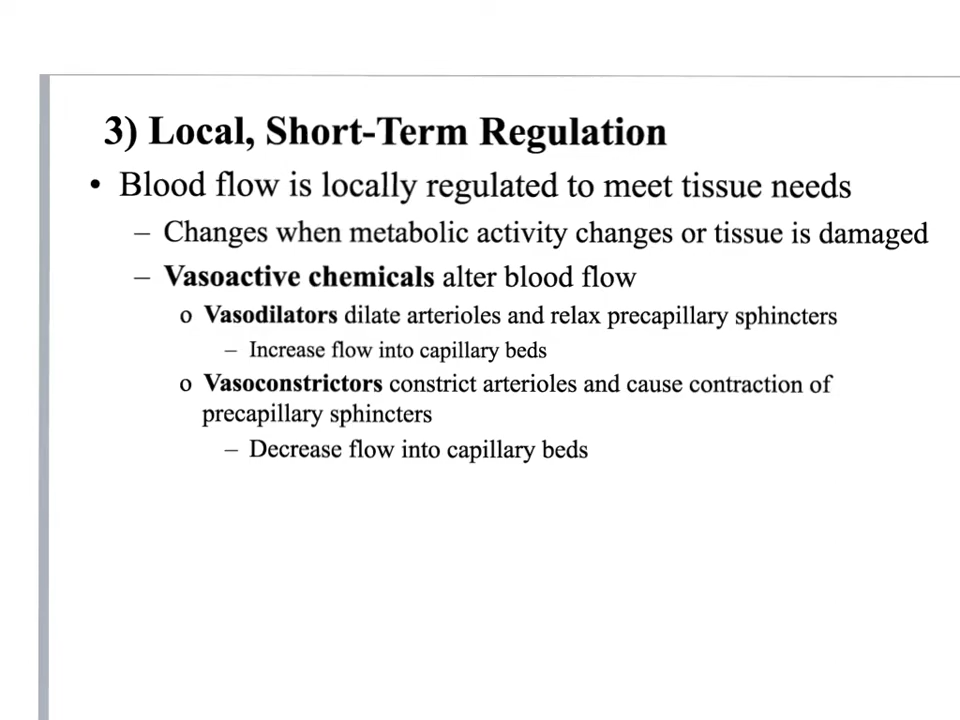 3) Local, Short-Term Regulation
• Blood flow is locally regulated to meet tissue needs
– Changes when metabolic activity changes or tissue is damaged
– Vasoactive chemicals alter blood flow
o Vasodilators dilate arterioles and relax precapillary sphincters
– Increase flow into capillary beds
o Vasoconstrictors constrict arterioles and cause contraction of
precapillary sphincters
– Decrease flow into capillary beds